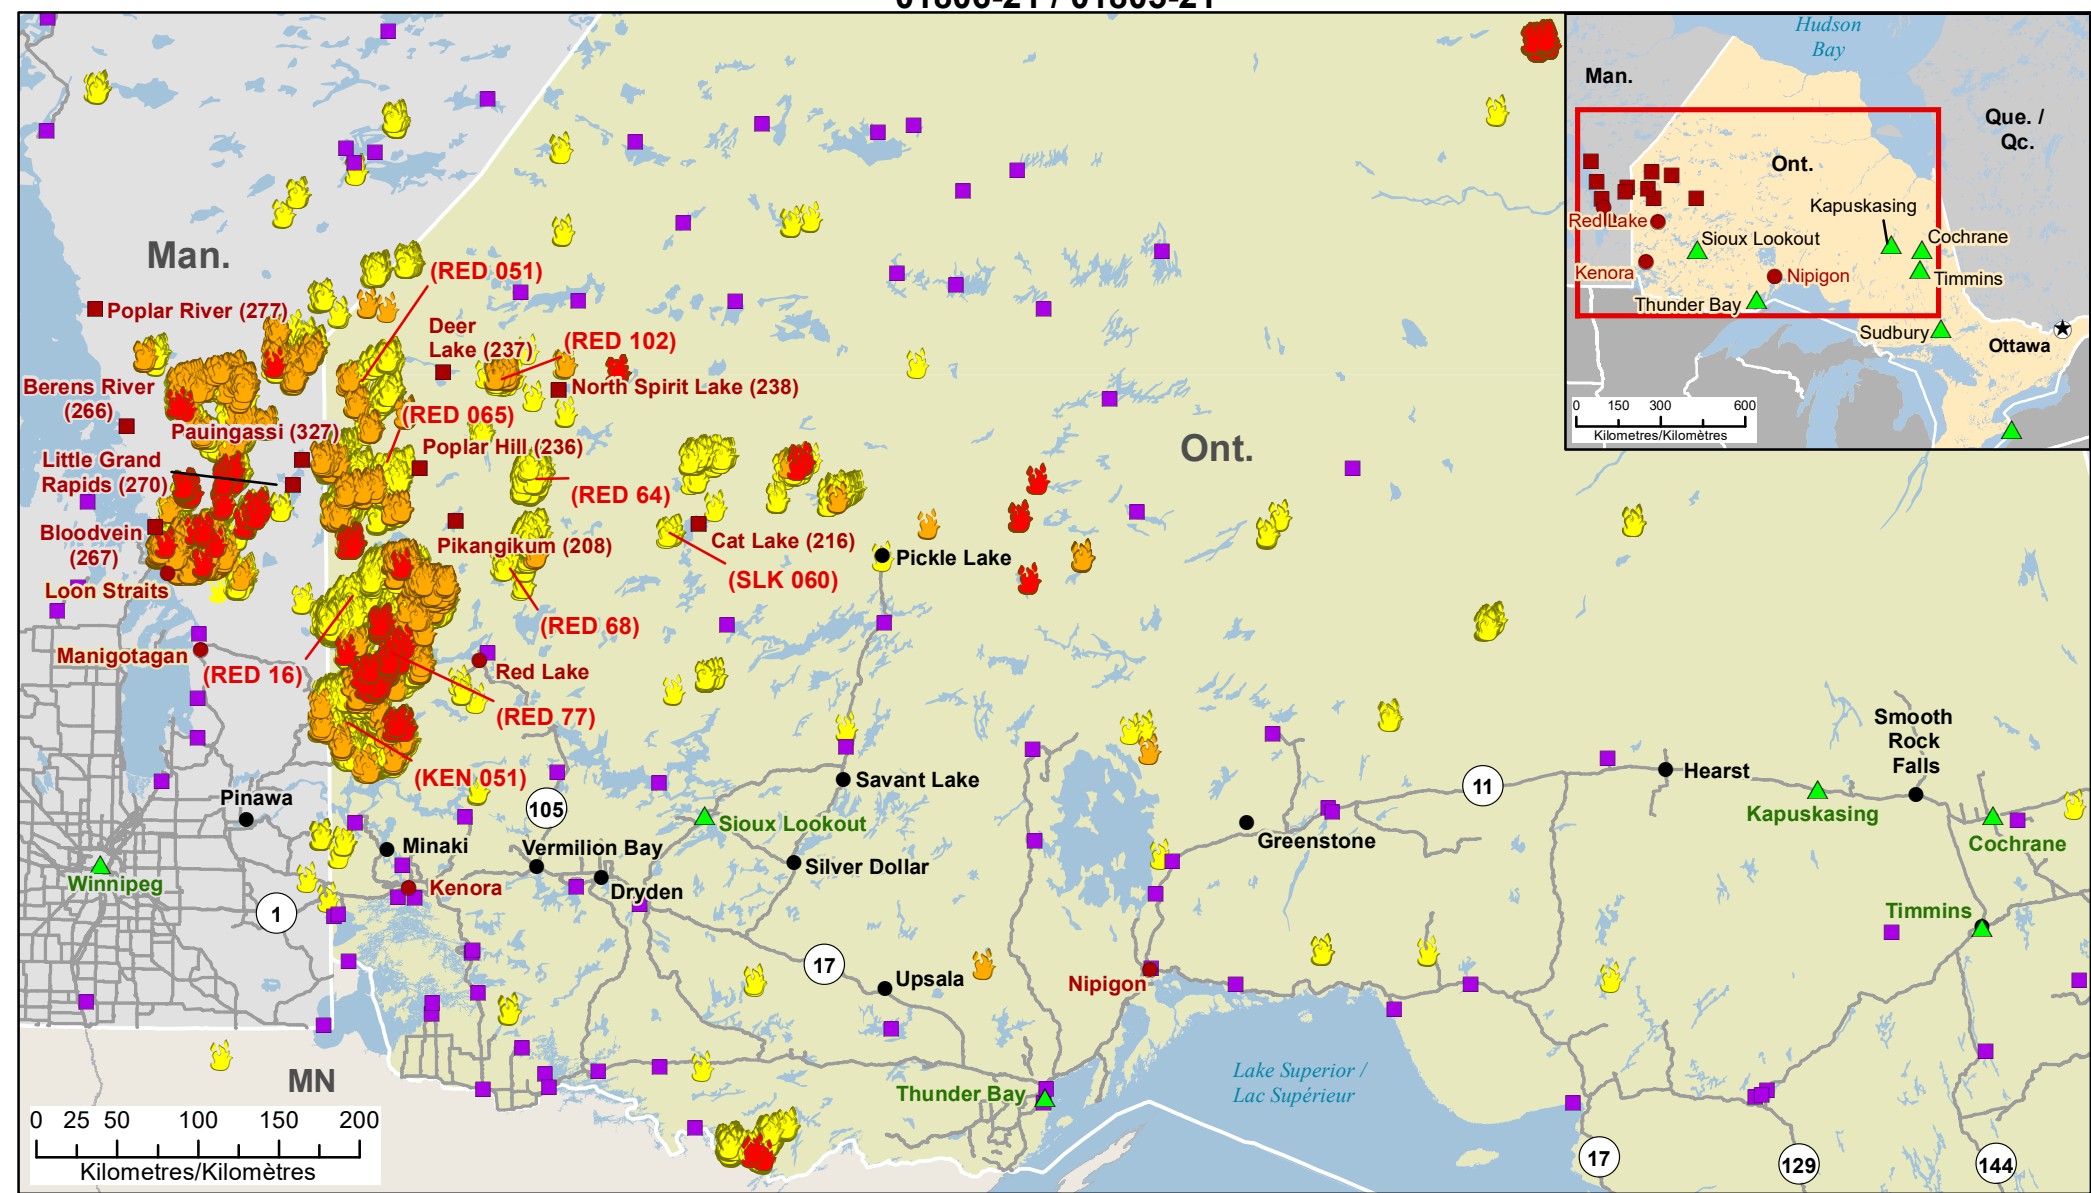 Man.
Poplar River (277)
Berens River
(266)
Pauingassi (327)
Little Grand
Rapids (270)
Bloodvein
(267)
Loon Straits
Manigotagan
(RED 16)
Pinawa
Winnipeg
1
MN
0 25 50 100 150 200
Kilometres/Kilomètres
(RED 051)
Deer
Lake (237)
(RED 102)
North Spirit Lake (238)
(RED 065)
Poplar Hill (236)
(RED 64)
Pikangikum (208)
Cat Lake (216)
(SLK 060)
(RED 68)
Red Lake
(RED 77)
(KEN 051)
105
Minaki
Vermilion Bay
Kenora
Dryden
Sioux Lookout
Silver Dollar
Savant Lake
Pickle Lake
Ont.
17
Upsala
Nipigon
Thunder Bay
Greenstone
11
Hearst
Smooth
Rock
Falls
Kapuskasing
Cochrane
Timmins
Lake Superior /
Lac Supérieur
17
129
144
Hudson
Bay
Man.
Que. /
Qc.
Ont.
Kapuskasing
Red Lake
Sioux Lookout
Cochrane
Kenora
Nipigon
Timmins
Thunder Bay
Sudbury
Ottawa
0 150 300 600
Kilometres/Kilomètres